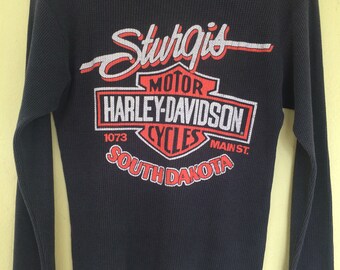 Sturgis
MOTOR
HARLEY-DAVIDSON
CYCLES
1073 MAIN ST.
SOUTH DAKOTA